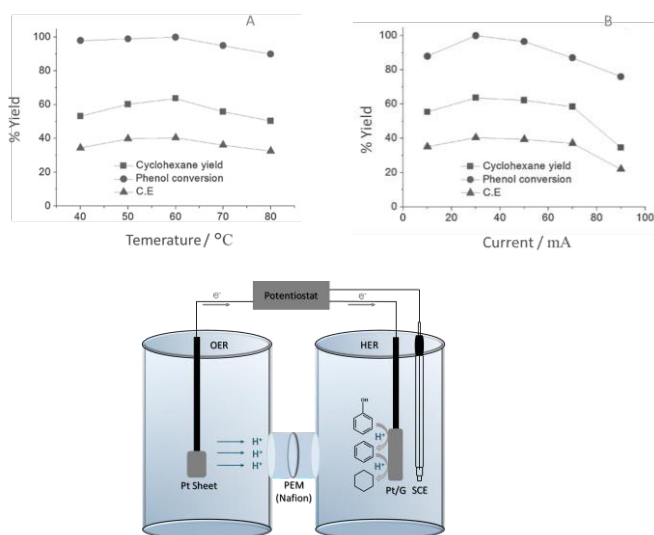 A
100
80
60
40
20
0
% Yield
Cyclohexane yield
Phenol conversion
C.E
40 50 60 70 80
Temerature / °C
B
100
80
60
40
20
0
% Yield
Cyclohexane yield
Phenol conversion
C.E
0 20 40 60 80 100
Current / mA
e⁻ Potentiostat e⁻
OER HER
OH
H⁺
H⁺
H⁺
H⁺
H⁺
Pt Sheet
PEM
(Nafion)
Pt/G SCE